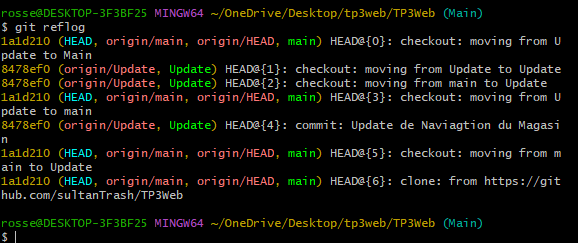 rosse@DESKTOP-3F3BF25 MINGW64 ~/OneDrive/Desktop/tp3web/TP3Web (Main)
$ git reflog
1a1d210 (HEAD, origin/main, origin/HEAD, main) HEAD@{0}: checkout: moving from U
pdate to Main
8478ef0 (origin/Update, Update) HEAD@{1}: checkout: moving from Update to Update
8478ef0 (origin/Update, Update) HEAD@{2}: checkout: moving from main to Update
1a1d210 (HEAD, origin/main, origin/HEAD, main) HEAD@{3}: checkout: moving from U
pdate to main
8478ef0 (origin/Update, Update) HEAD@{4}: commit: Update de Naviagtion du Magasi
n
1a1d210 (HEAD, origin/main, origin/HEAD, main) HEAD@{5}: checkout: moving from m
ain to Update
1a1d210 (HEAD, origin/main, origin/HEAD, main) HEAD@{6}: clone: from https://git
hub.com/sultanTrash/TP3Web
rosse@DESKTOP-3F3BF25 MINGW64 ~/OneDrive/Desktop/tp3web/TP3Web (Main)
$